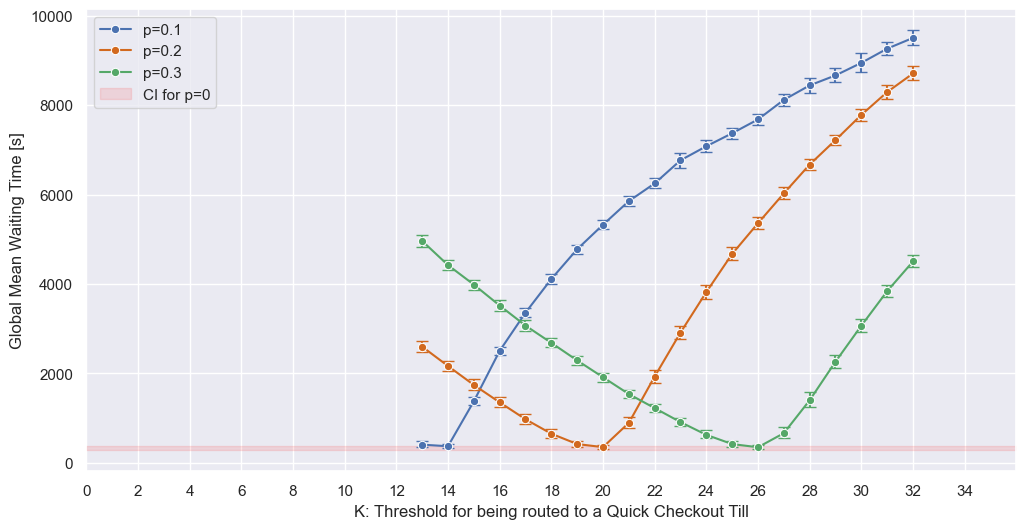 p=0.1
p=0.2
p=0.3
CI for p=0
Global Mean Waiting Time [s]
10000
8000
6000
4000
2000
0
0 2 4 6 8 10 12 14 16 18 20 22 24 26 28 30 32 34
K: Threshold for being routed to a Quick Checkout Till